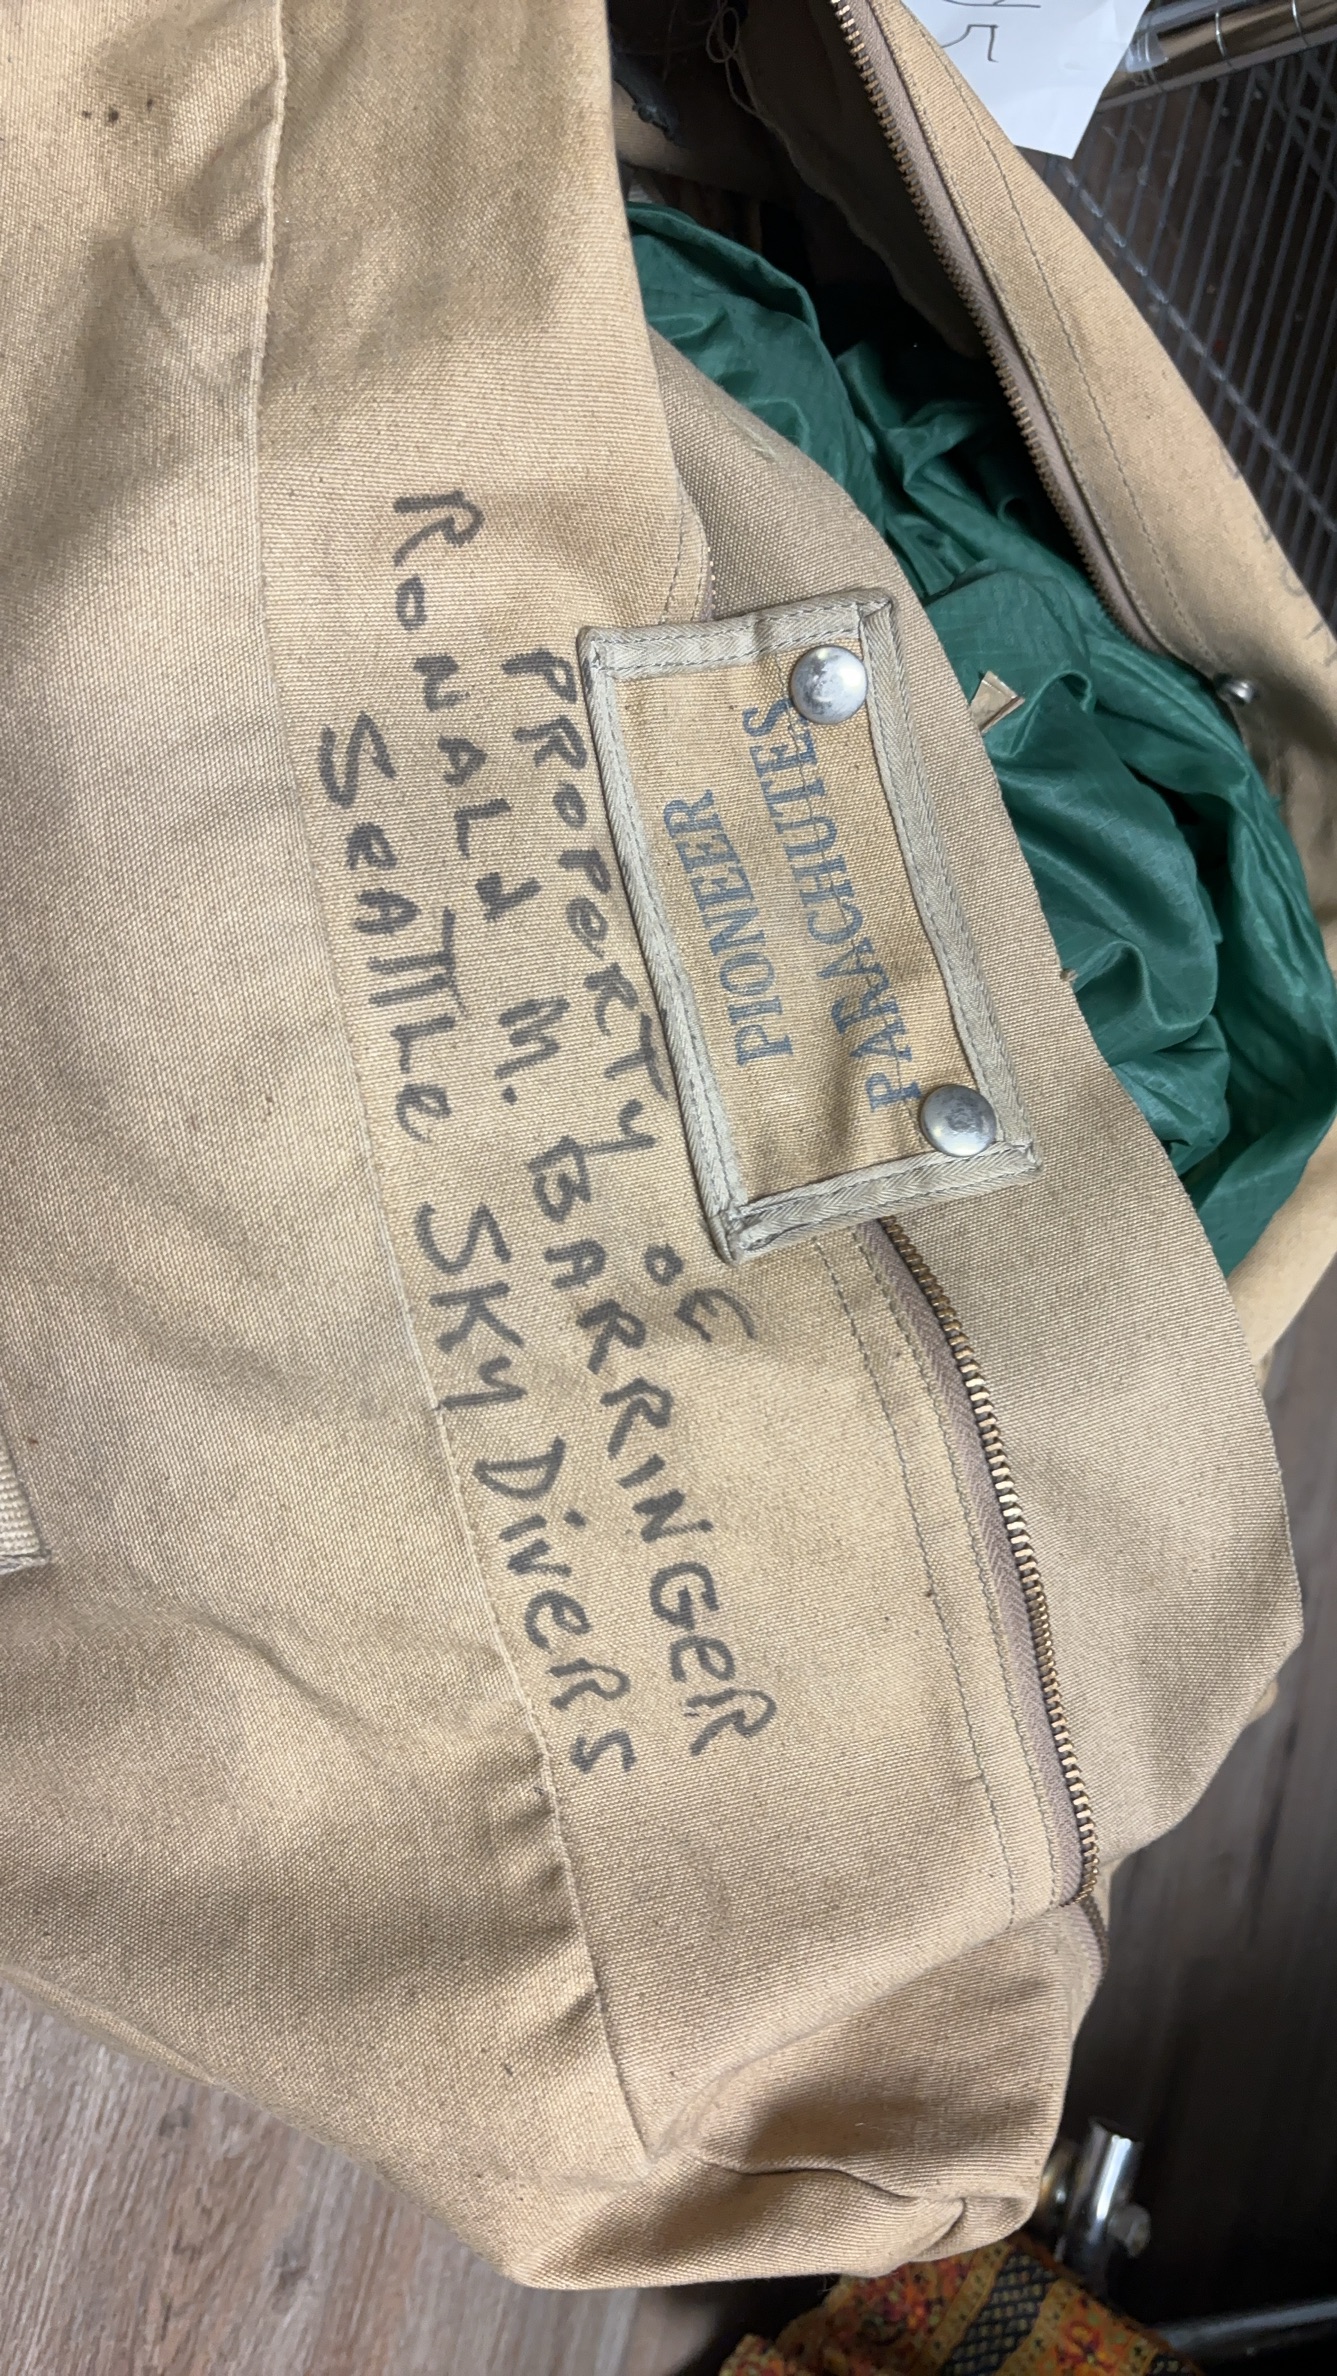 PROPERTY OF
RONALD M. BARRINGER
SEATTLE SKY DIVERS
PIONEER
PARACHUTES